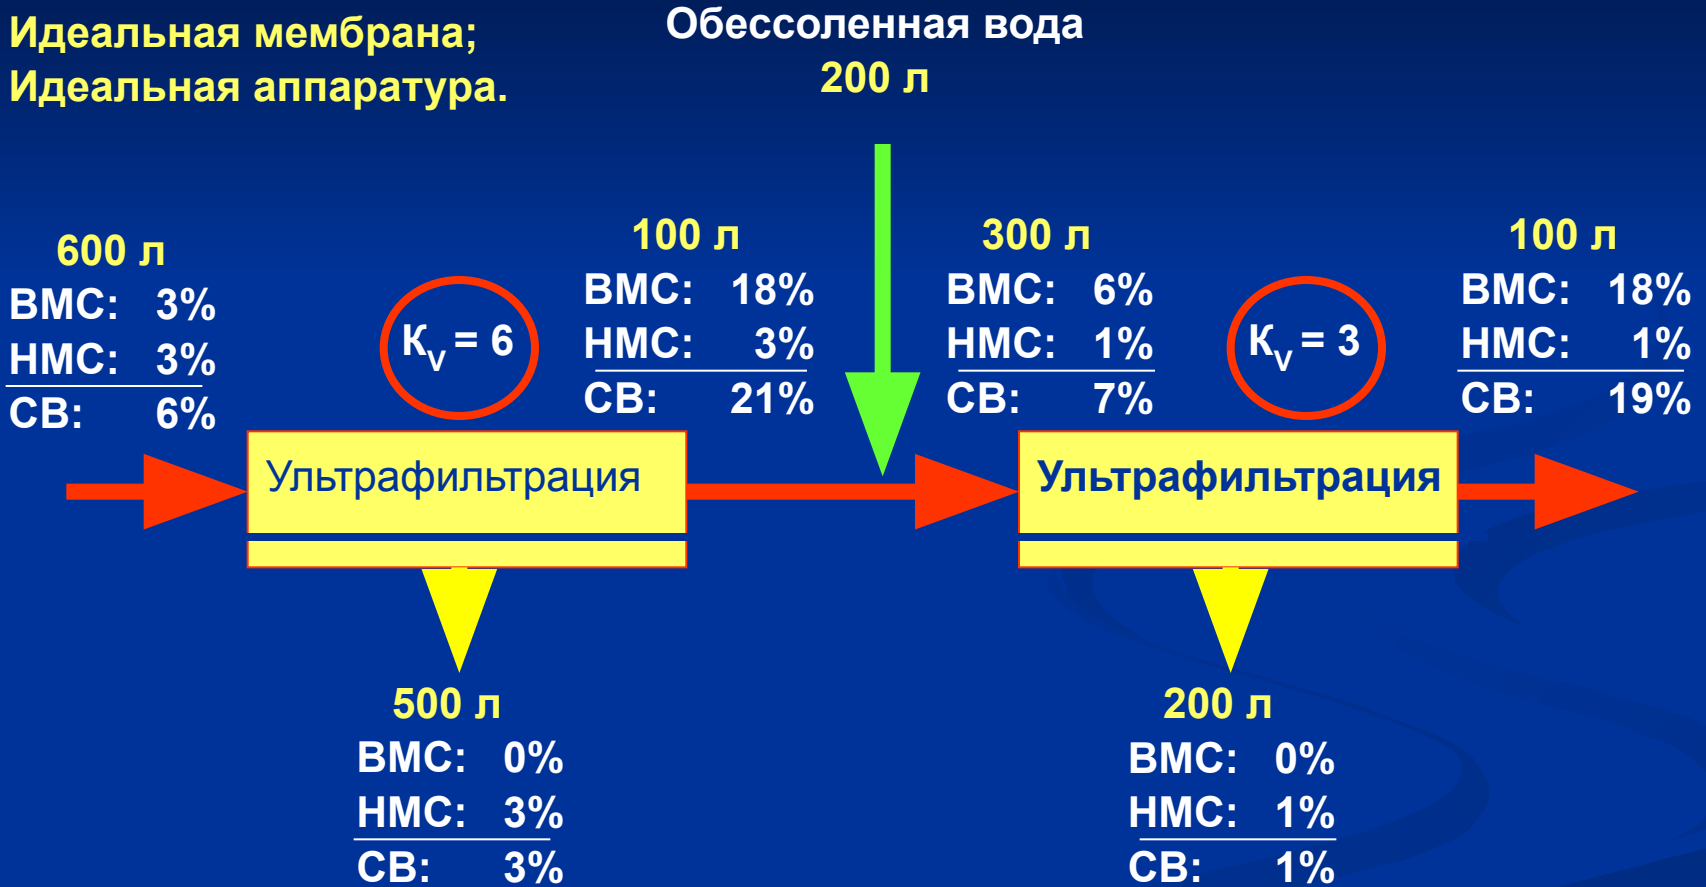 Идеальная мембрана;
Идеальная аппаратура.
Обессоленная вода
200 л
600 л
ВМС: 3%
НМС: 3%
СВ: 6%
K_V = 6
100 л
ВМС: 18%
НМС: 3%
СВ: 21%
300 л
ВМС: 6%
НМС: 1%
СВ: 7%
K_V = 3
100 л
ВМС: 18%
НМС: 1%
СВ: 19%
Ультрафильтрация
Ультрафильтрация
500 л
ВМС: 0%
НМС: 3%
СВ: 3%
200 л
ВМС: 0%
НМС: 1%
СВ: 1%